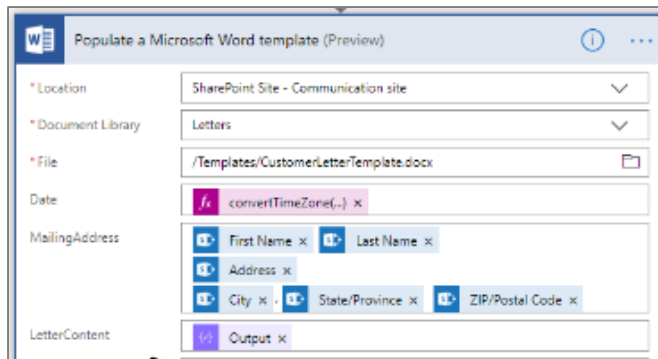 Populate a Microsoft Word template (Preview)
* Location SharePoint Site - Communication site
* Document Library Letters
* File /Templates/CustomerLetterTemplate.docx
Date fx convertTimeZone(...) ×
MailingAddress First Name × Last Name ×
Address ×
City × , State/Province × ZIP/Postal Code ×
LetterContent Output ×